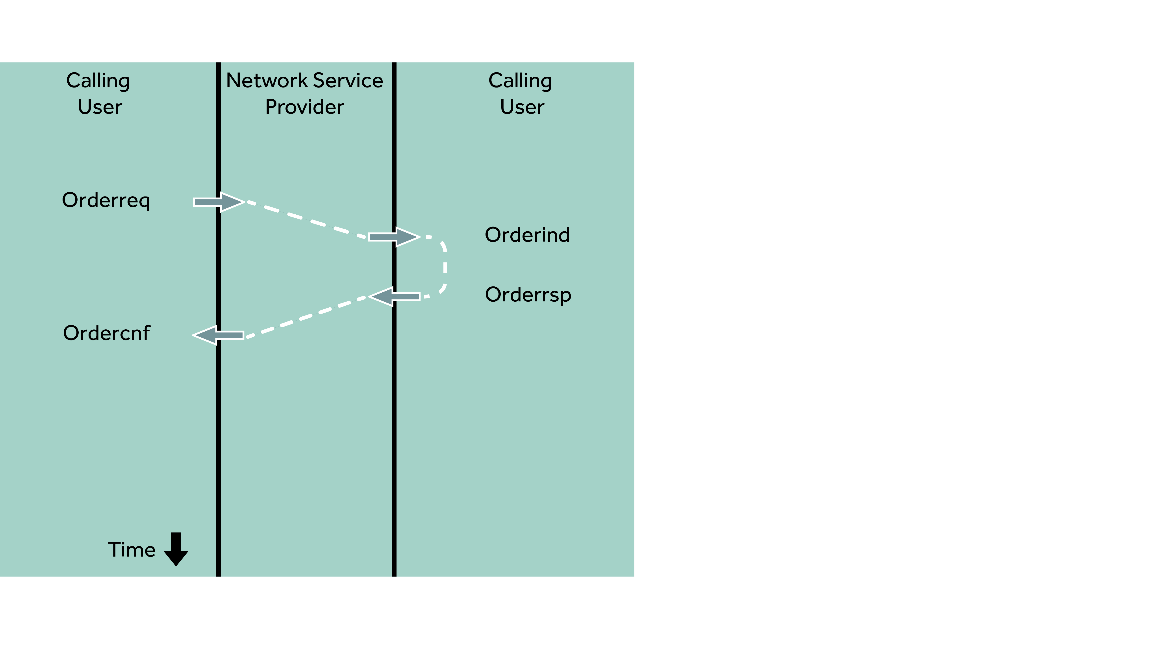 Calling
User
Network Service
Provider
Calling
User
Orderreq
Orderind
Orderrsp
Ordercnf
Time